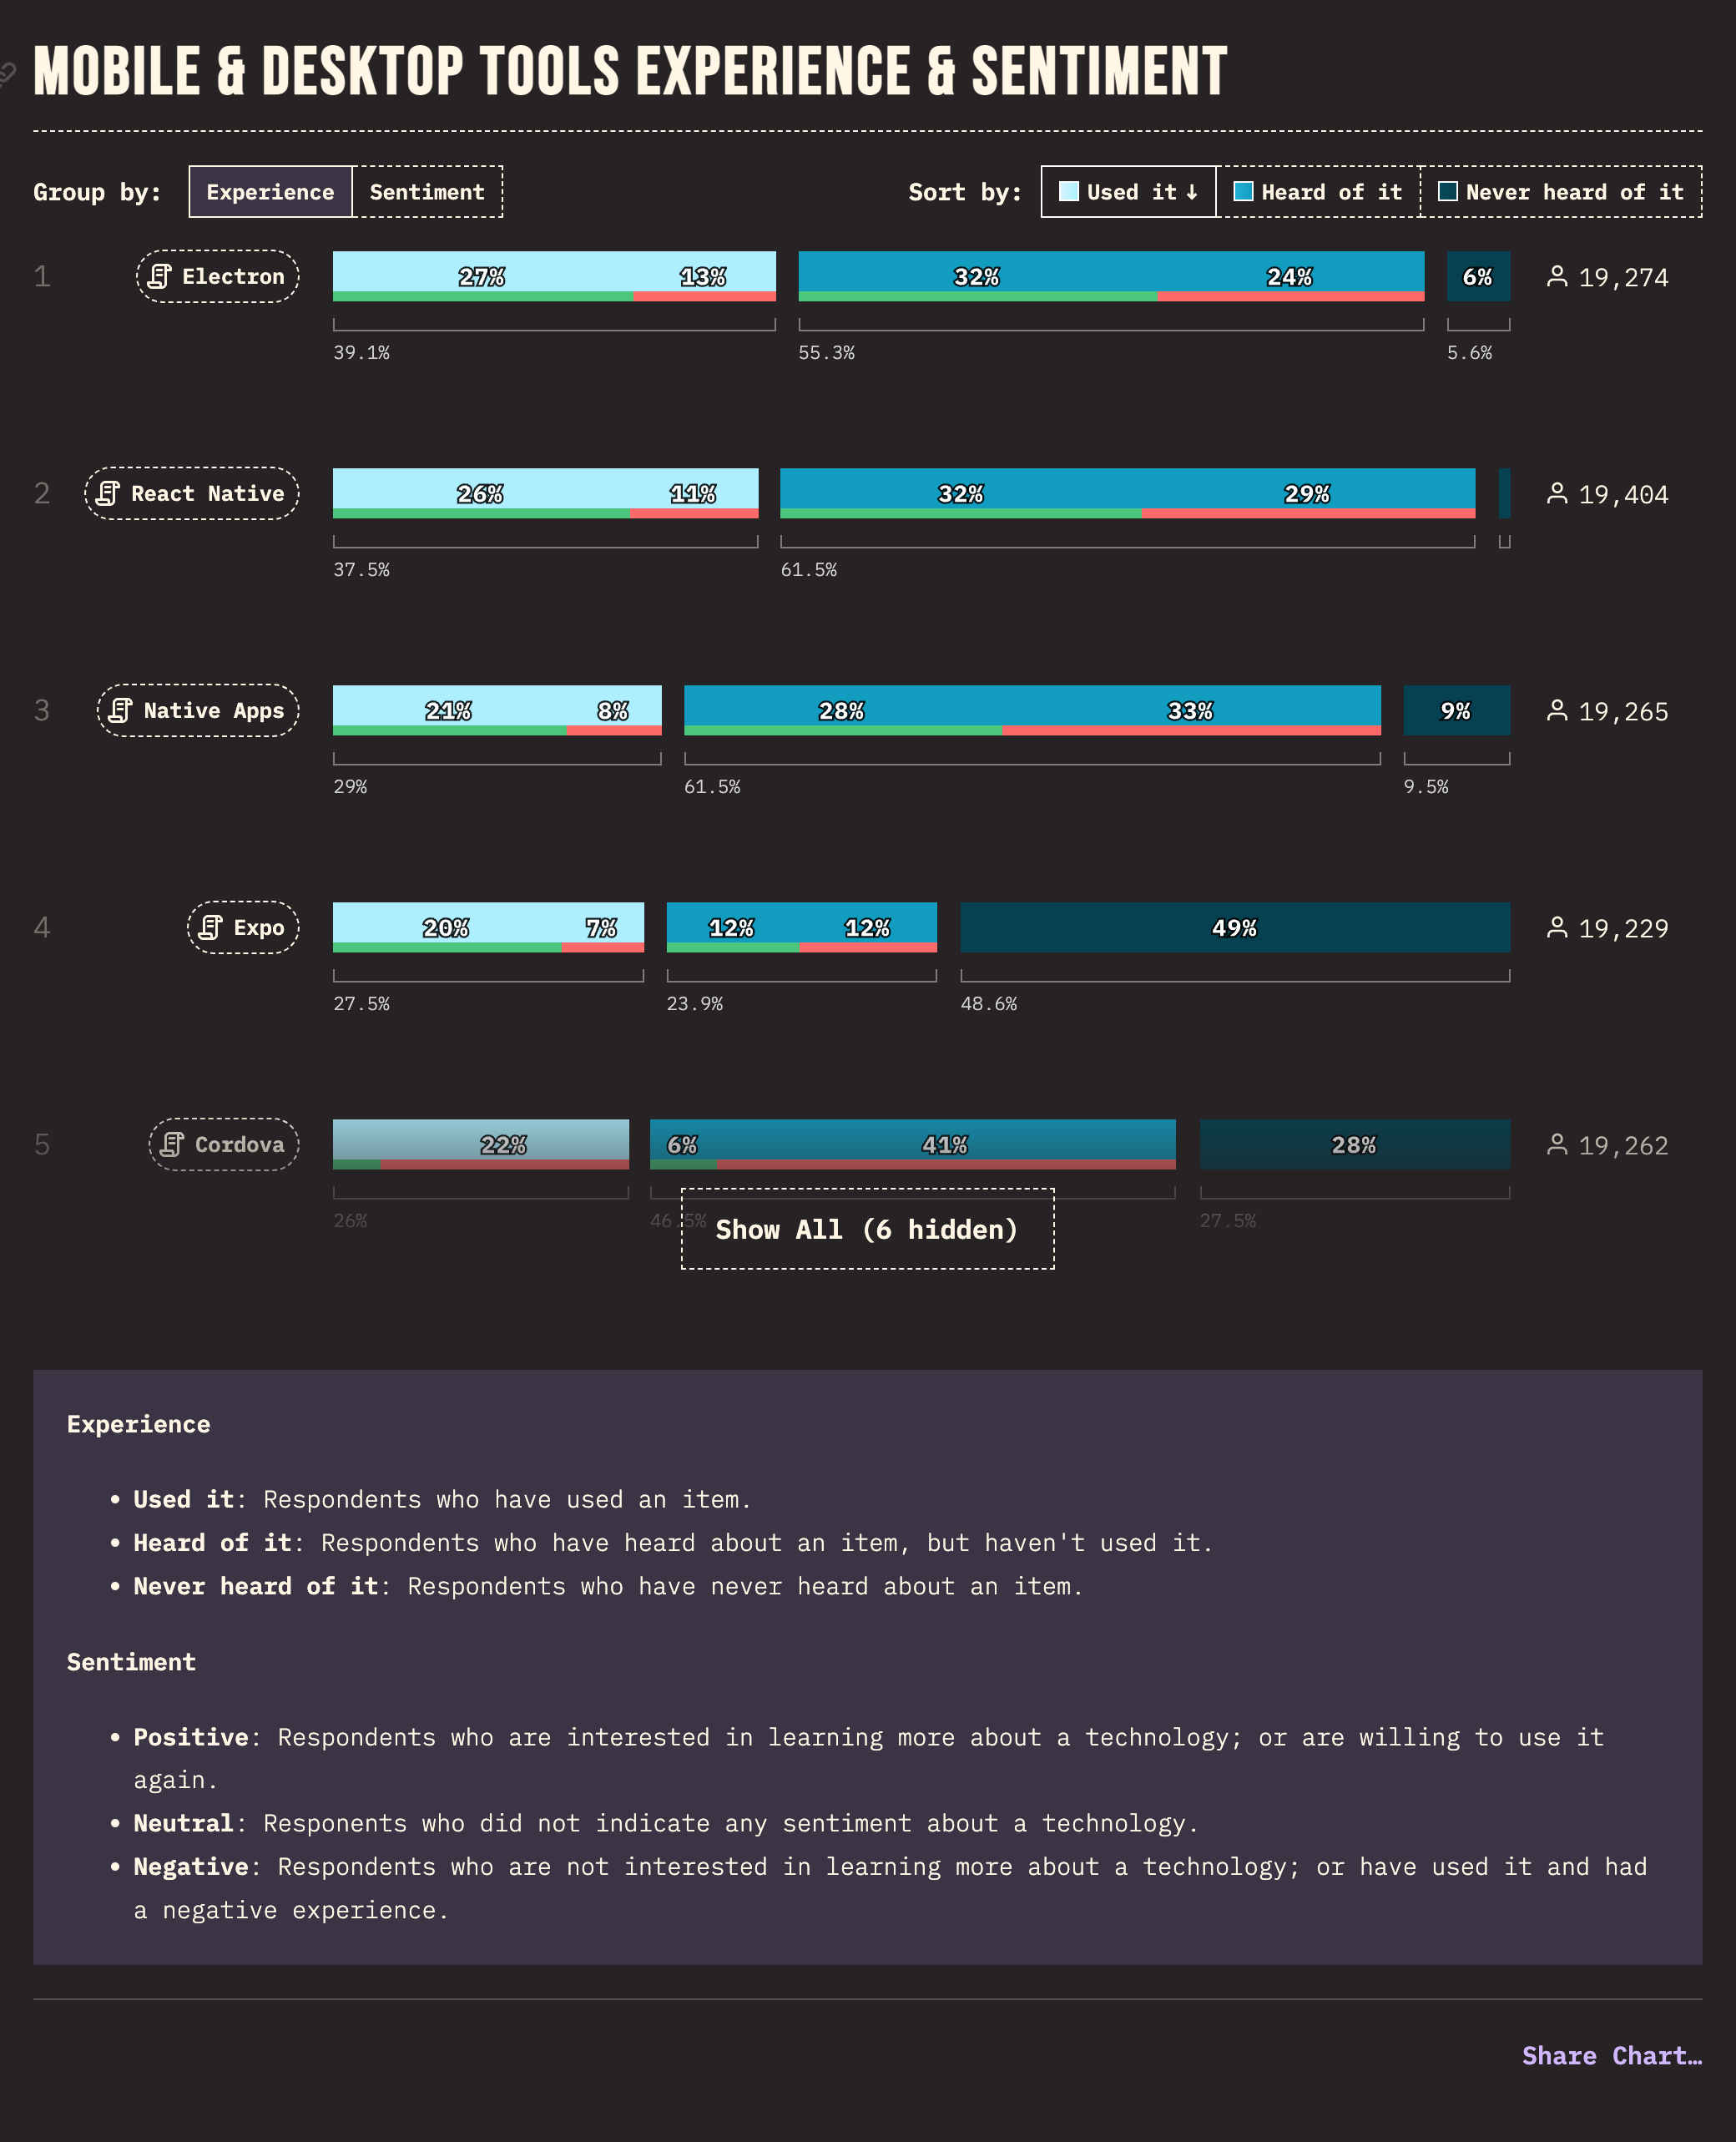 MOBILE & DESKTOP TOOLS EXPERIENCE & SENTIMENT
Group by: Experience Sentiment Sort by: Used it ↓ Heard of it Never heard of it
1 Electron 27% 13% 32% 24% 6% 19,274
39.1% 55.3% 5.6%
2 React Native 26% 11% 32% 29% 19,404
37.5% 61.5%
3 Native Apps 21% 8% 28% 33% 9% 19,265
29% 61.5% 9.5%
4 Expo 20% 7% 12% 12% 49% 19,229
27.5% 23.9% 48.6%
5 Cordova 22% 6% 41% 28% 19,262
26% 46.5% 27.5%
Show All (6 hidden)
Experience
• Used it: Respondents who have used an item.
• Heard of it: Respondents who have heard about an item, but haven't used it.
• Never heard of it: Respondents who have never heard about an item.
Sentiment
• Positive: Respondents who are interested in learning more about a technology; or are willing to use it
again.
• Neutral: Responents who did not indicate any sentiment about a technology.
• Negative: Respondents who are not interested in learning more about a technology; or have used it and had
a negative experience.
Share Chart…